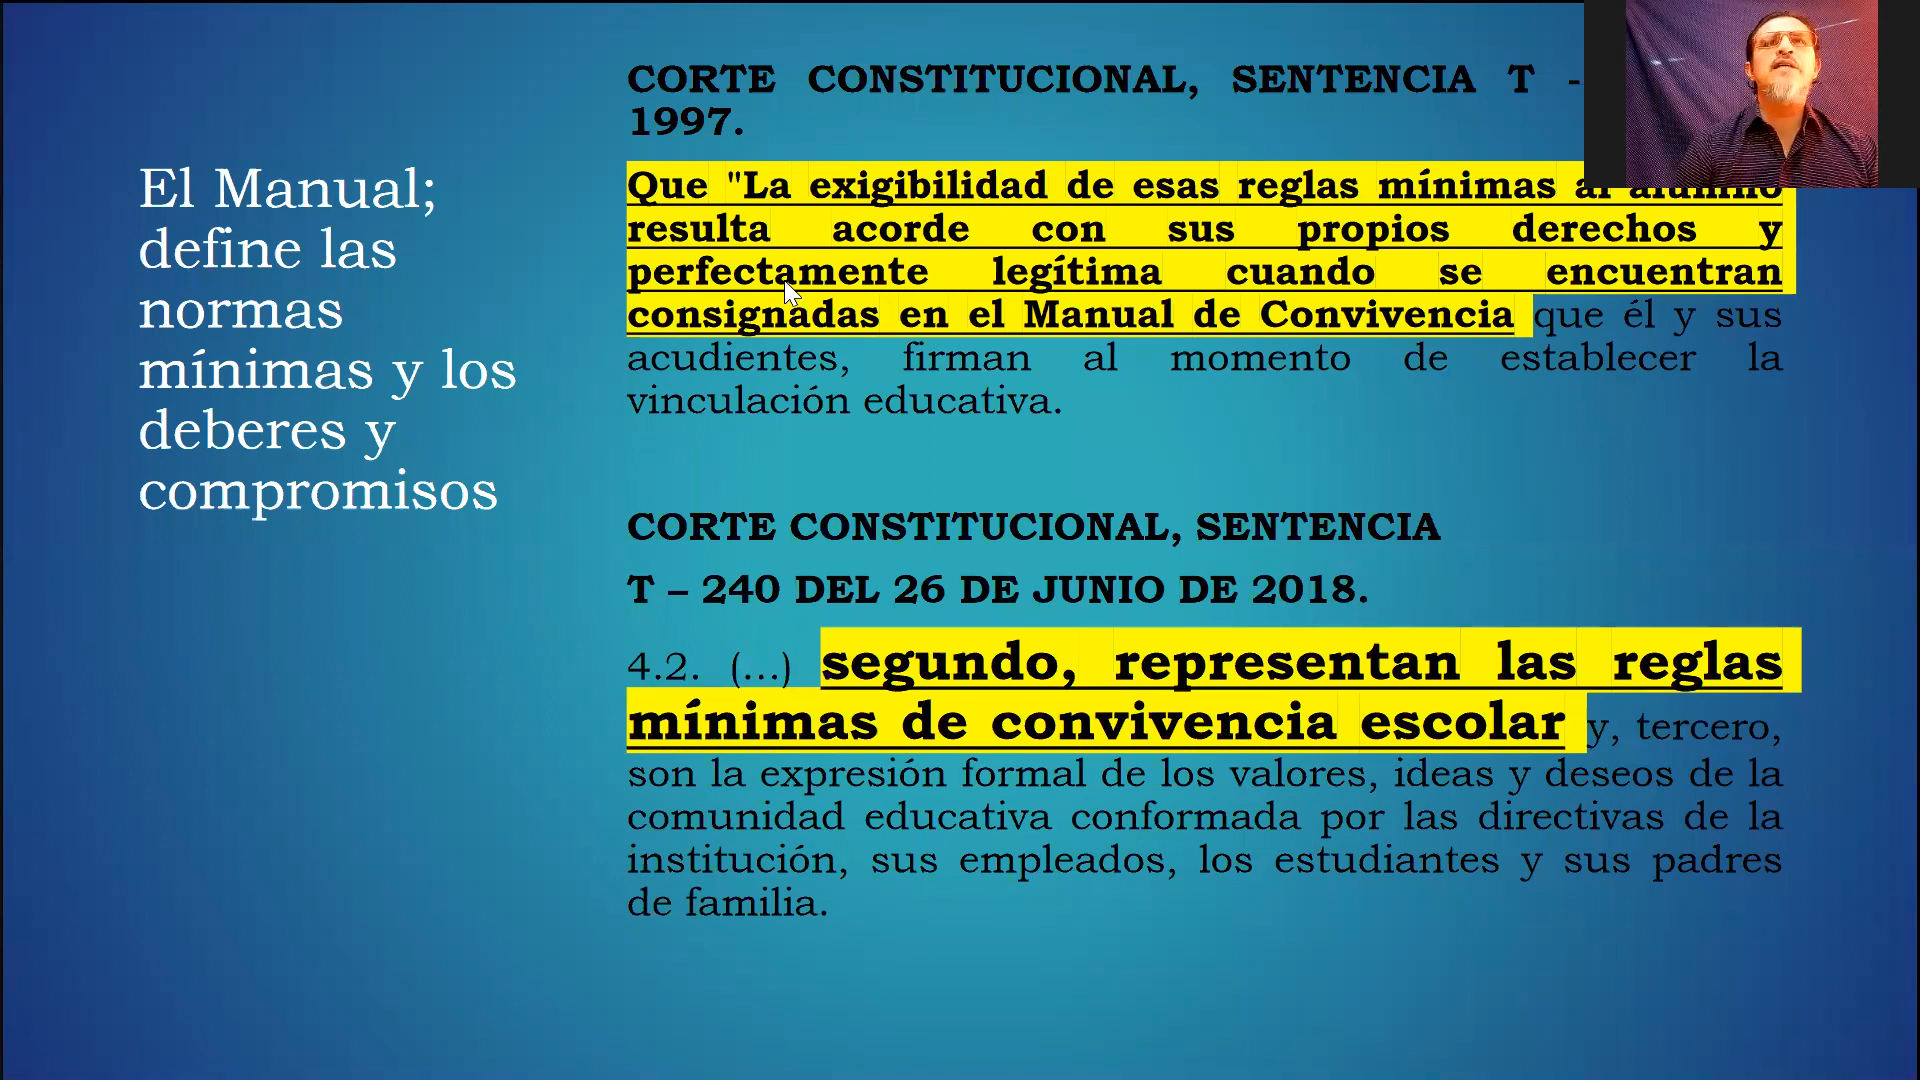 El Manual;
define las
normas
mínimas y los
deberes y
compromisos
CORTE CONSTITUCIONAL, SENTENCIA T -
1997.
Que "La exigibilidad de esas reglas mínimas al alumno
resulta acorde con sus propios derechos y
perfectamente legítima cuando se encuentran
consignadas en el Manual de Convivencia que él y sus
acudientes, firman al momento de establecer la
vinculación educativa.
CORTE CONSTITUCIONAL, SENTENCIA
T – 240 DEL 26 DE JUNIO DE 2018.
4.2. (...) segundo, representan las reglas
mínimas de convivencia escolar y, tercero,
son la expresión formal de los valores, ideas y deseos de la
comunidad educativa conformada por las directivas de la
institución, sus empleados, los estudiantes y sus padres
de familia.